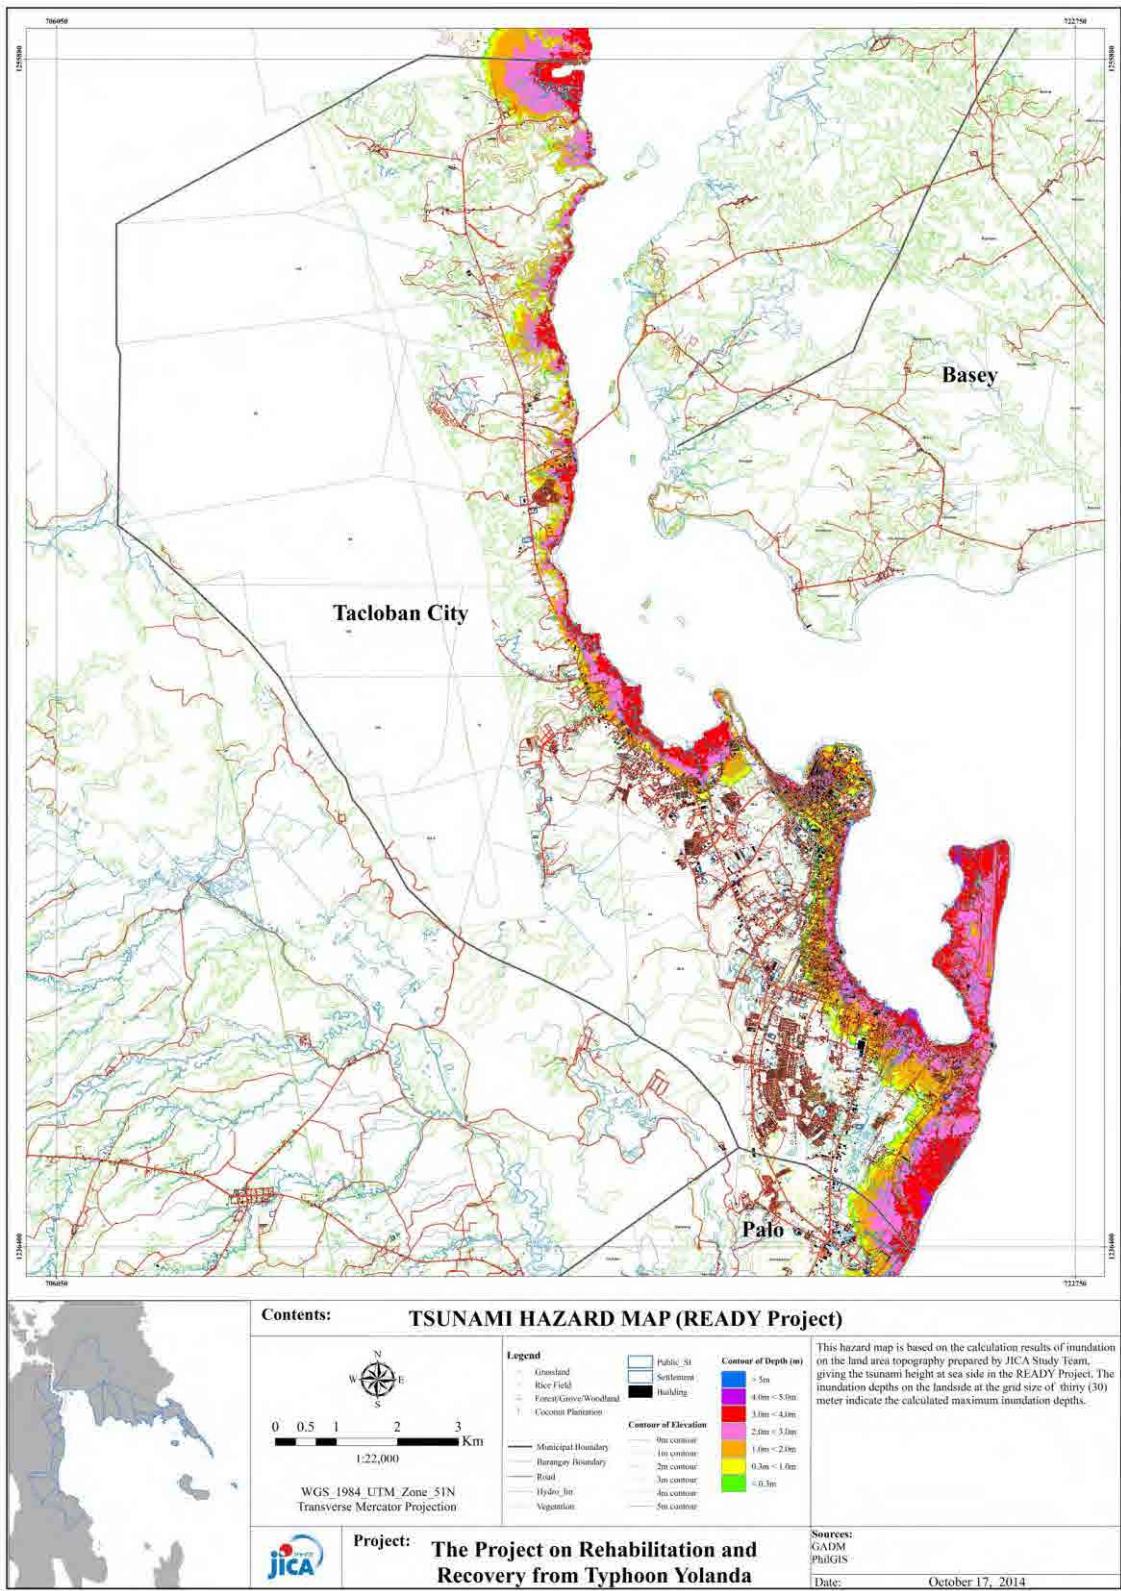 706050
722750
1255800
1255800
Basey
Tacloban City
Palo
1236400
1236400
706050
722750
Contents:
TSUNAMI HAZARD MAP (READY Project)
N
W
E
S
0 0.5 1 2 3
Km
1:22,000
WGS_1984_UTM_Zone_51N
Transverse Mercator Projection
Legend
Grassland
Rice Field
Forest/Grove/Woodland
Coconut Plantation
Municipal Boundary
Barangay Boundary
Road
Hydro_lin
Vegetation
Public_St
Settlement
Building
Contour of Elevation
0m contour
1m contour
2m contour
3m contour
4m contour
5m contour
Contour of Depth (m)
> 5m
4.0m < 5.0m
3.0m < 4.0m
2.0m < 3.0m
1.0m < 2.0m
0.3m < 1.0m
< 0.3m
This hazard map is based on the calculation results of inundation
on the land area topography prepared by JICA Study Team,
giving the tsunami height at sea side in the READY Project. The
inundation depths on the landside at the grid size of thirty (30)
meter indicate the calculated maximum inundation depths.
JICA
Project:
The Project on Rehabilitation and
Recovery from Typhoon Yolanda
Sources:
GADM
PhilGIS
Date: October 17, 2014